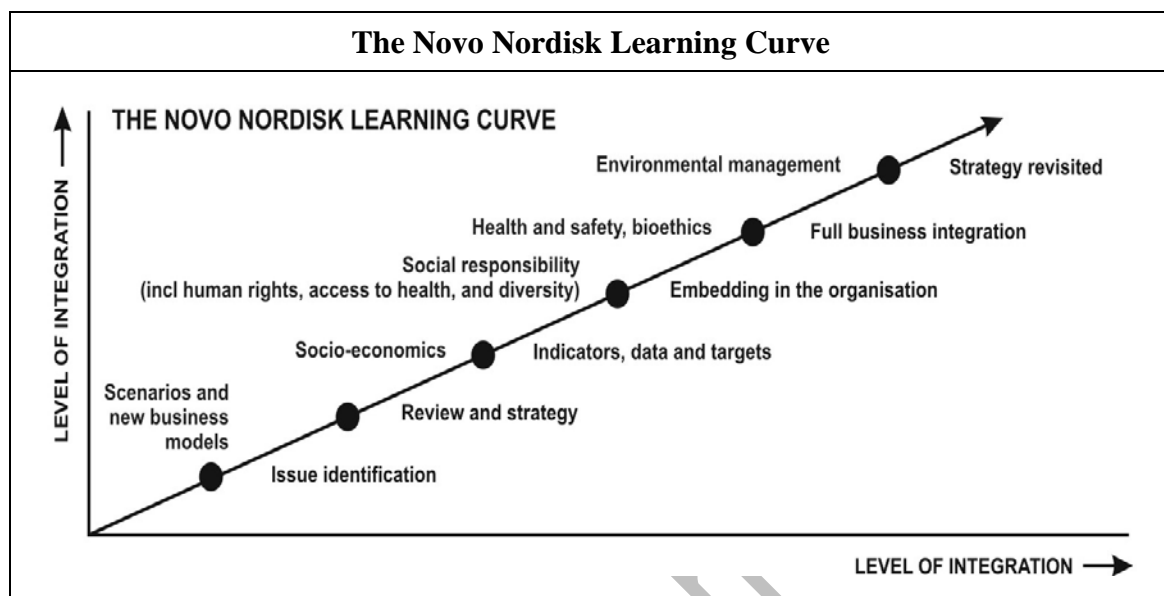 The Novo Nordisk Learning Curve
THE NOVO NORDISK LEARNING CURVE
LEVEL OF INTEGRATION
Environmental management
Strategy revisited
Health and safety, bioethics
Full business integration
Social responsibility
(incl human rights, access to health, and diversity)
Embedding in the organisation
Socio-economics
Indicators, data and targets
Scenarios and
new business
models
Review and strategy
Issue identification
LEVEL OF INTEGRATION